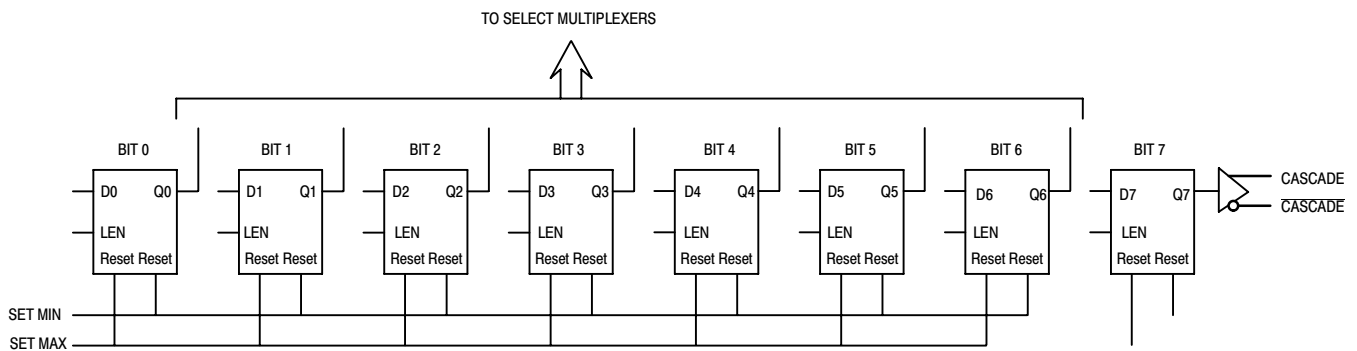 TO SELECT MULTIPLEXERS
BIT 0 BIT 1 BIT 2 BIT 3 BIT 4 BIT 5 BIT 6 BIT 7
D0 Q0 D1 Q1 D2 Q2 D3 Q3 D4 Q4 D5 Q5 D6 Q6 D7 Q7
CASCADE
CASCADE
LEN LEN LEN LEN LEN LEN LEN LEN
Reset Reset Reset Reset Reset Reset Reset Reset Reset Reset Reset Reset Reset Reset Reset Reset
SET MIN
SET MAX